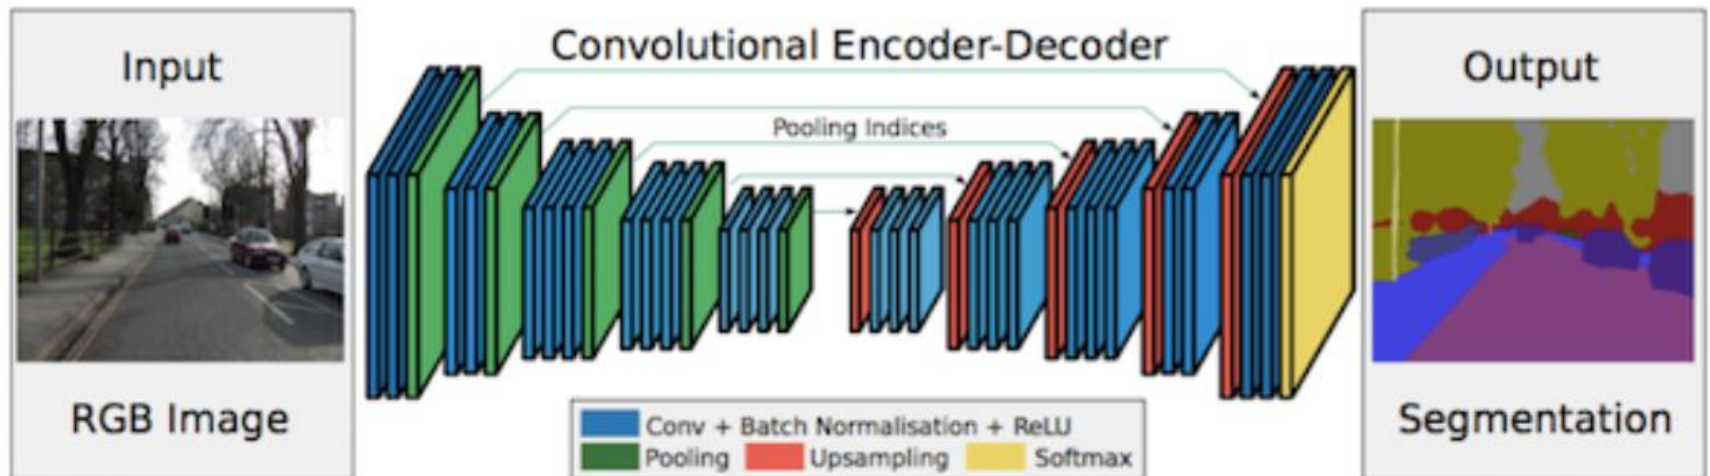 Input
RGB Image
Convolutional Encoder-Decoder
Pooling Indices
Conv + Batch Normalisation + ReLU
Pooling Upsampling Softmax
Output
Segmentation